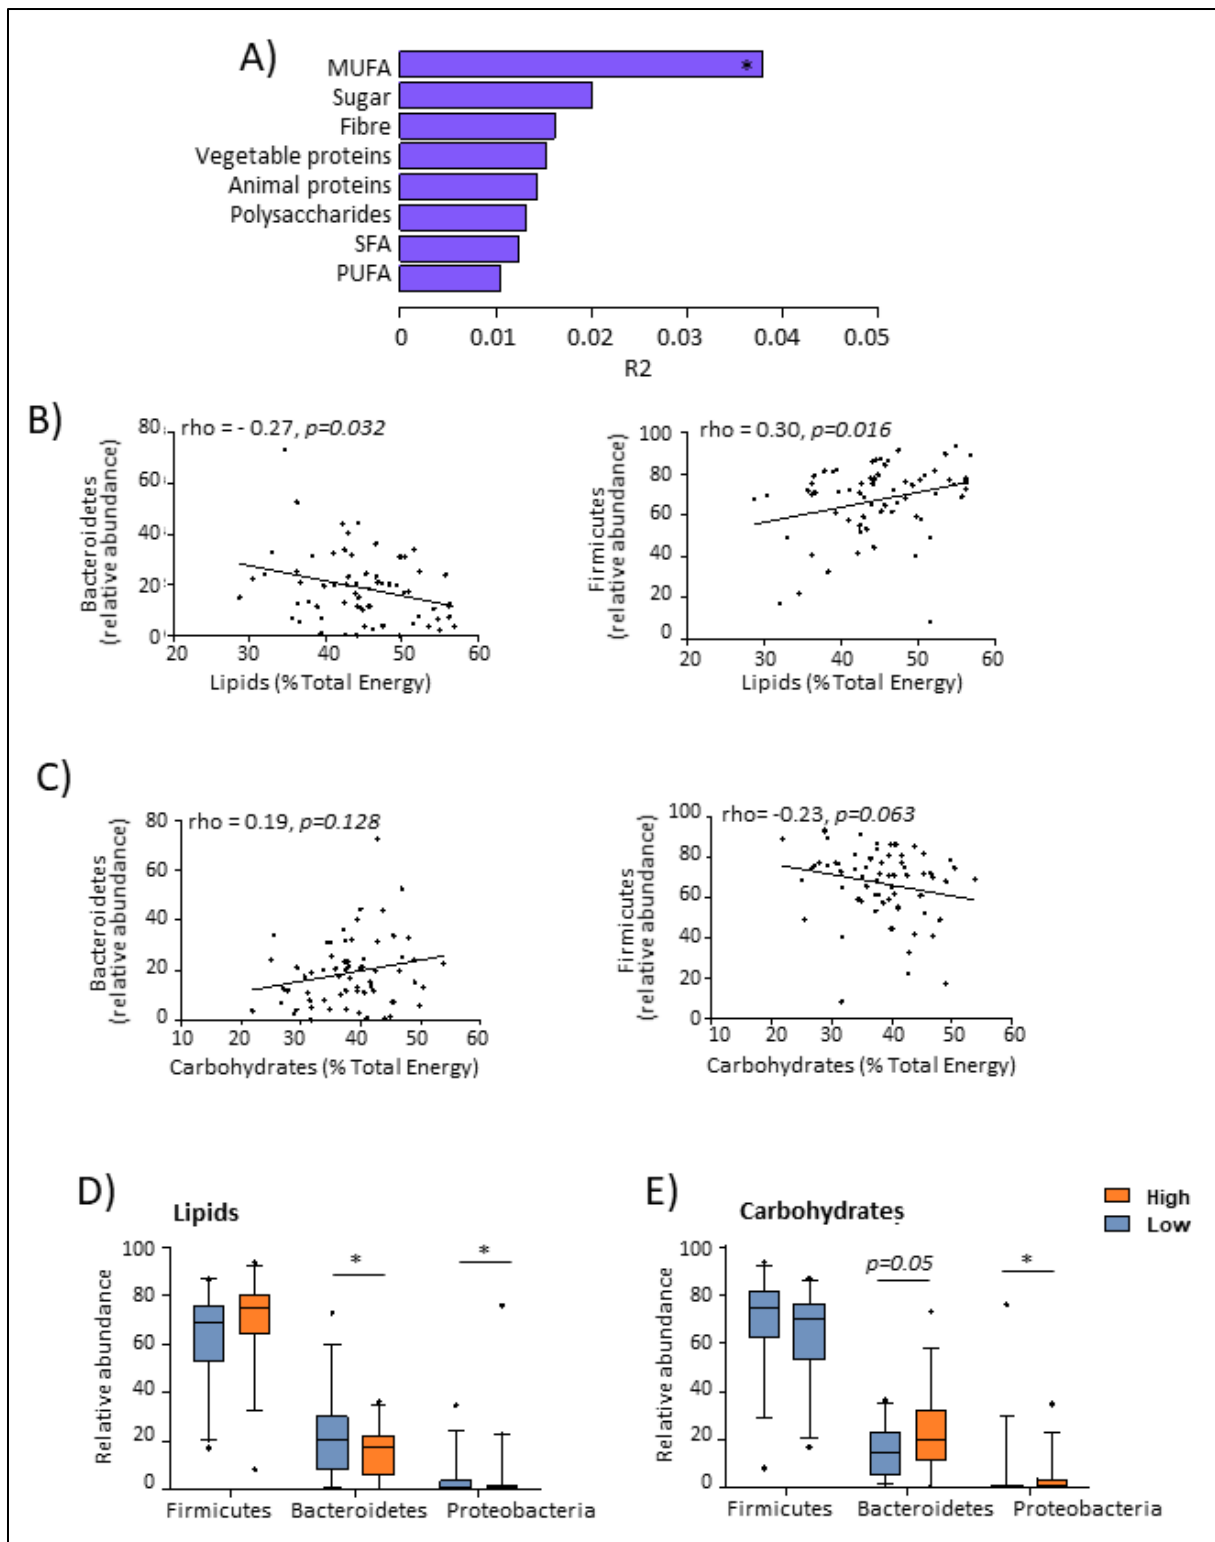 A)
MUFA
*
Sugar
Fibre
Vegetable proteins
Animal proteins
Polysaccharides
SFA
PUFA
0 0.01 0.02 0.03 0.04 0.05
R2
B)
rho = - 0.27, p=0.032
Bacteroidetes
(relative abundance)
80
60
40
20
0
20 30 40 50 60
Lipids (% Total Energy)
rho = 0.30, p=0.016
Firmicutes
(relative abundance)
100
80
60
40
20
0
20 30 40 50 60
Lipids (% Total Energy)
C)
rho = 0.19, p=0.128
Bacteroidetes
(relative abundance)
80
60
40
20
0
10 20 30 40 50 60
Carbohydrates (% Total Energy)
rho= -0.23, p=0.063
Firmicutes
(relative abundance)
100
80
60
40
20
0
10 20 30 40 50 60
Carbohydrates (% Total Energy)
D)
Lipids
Relative abundance
100
80
60
40
20
0
* *
Firmicutes Bacteroidetes Proteobacteria
E)
Carbohydrates
High
Low
Relative abundance
100
80
60
40
20
0
p=0.05 *
Firmicutes Bacteroidetes Proteobacteria